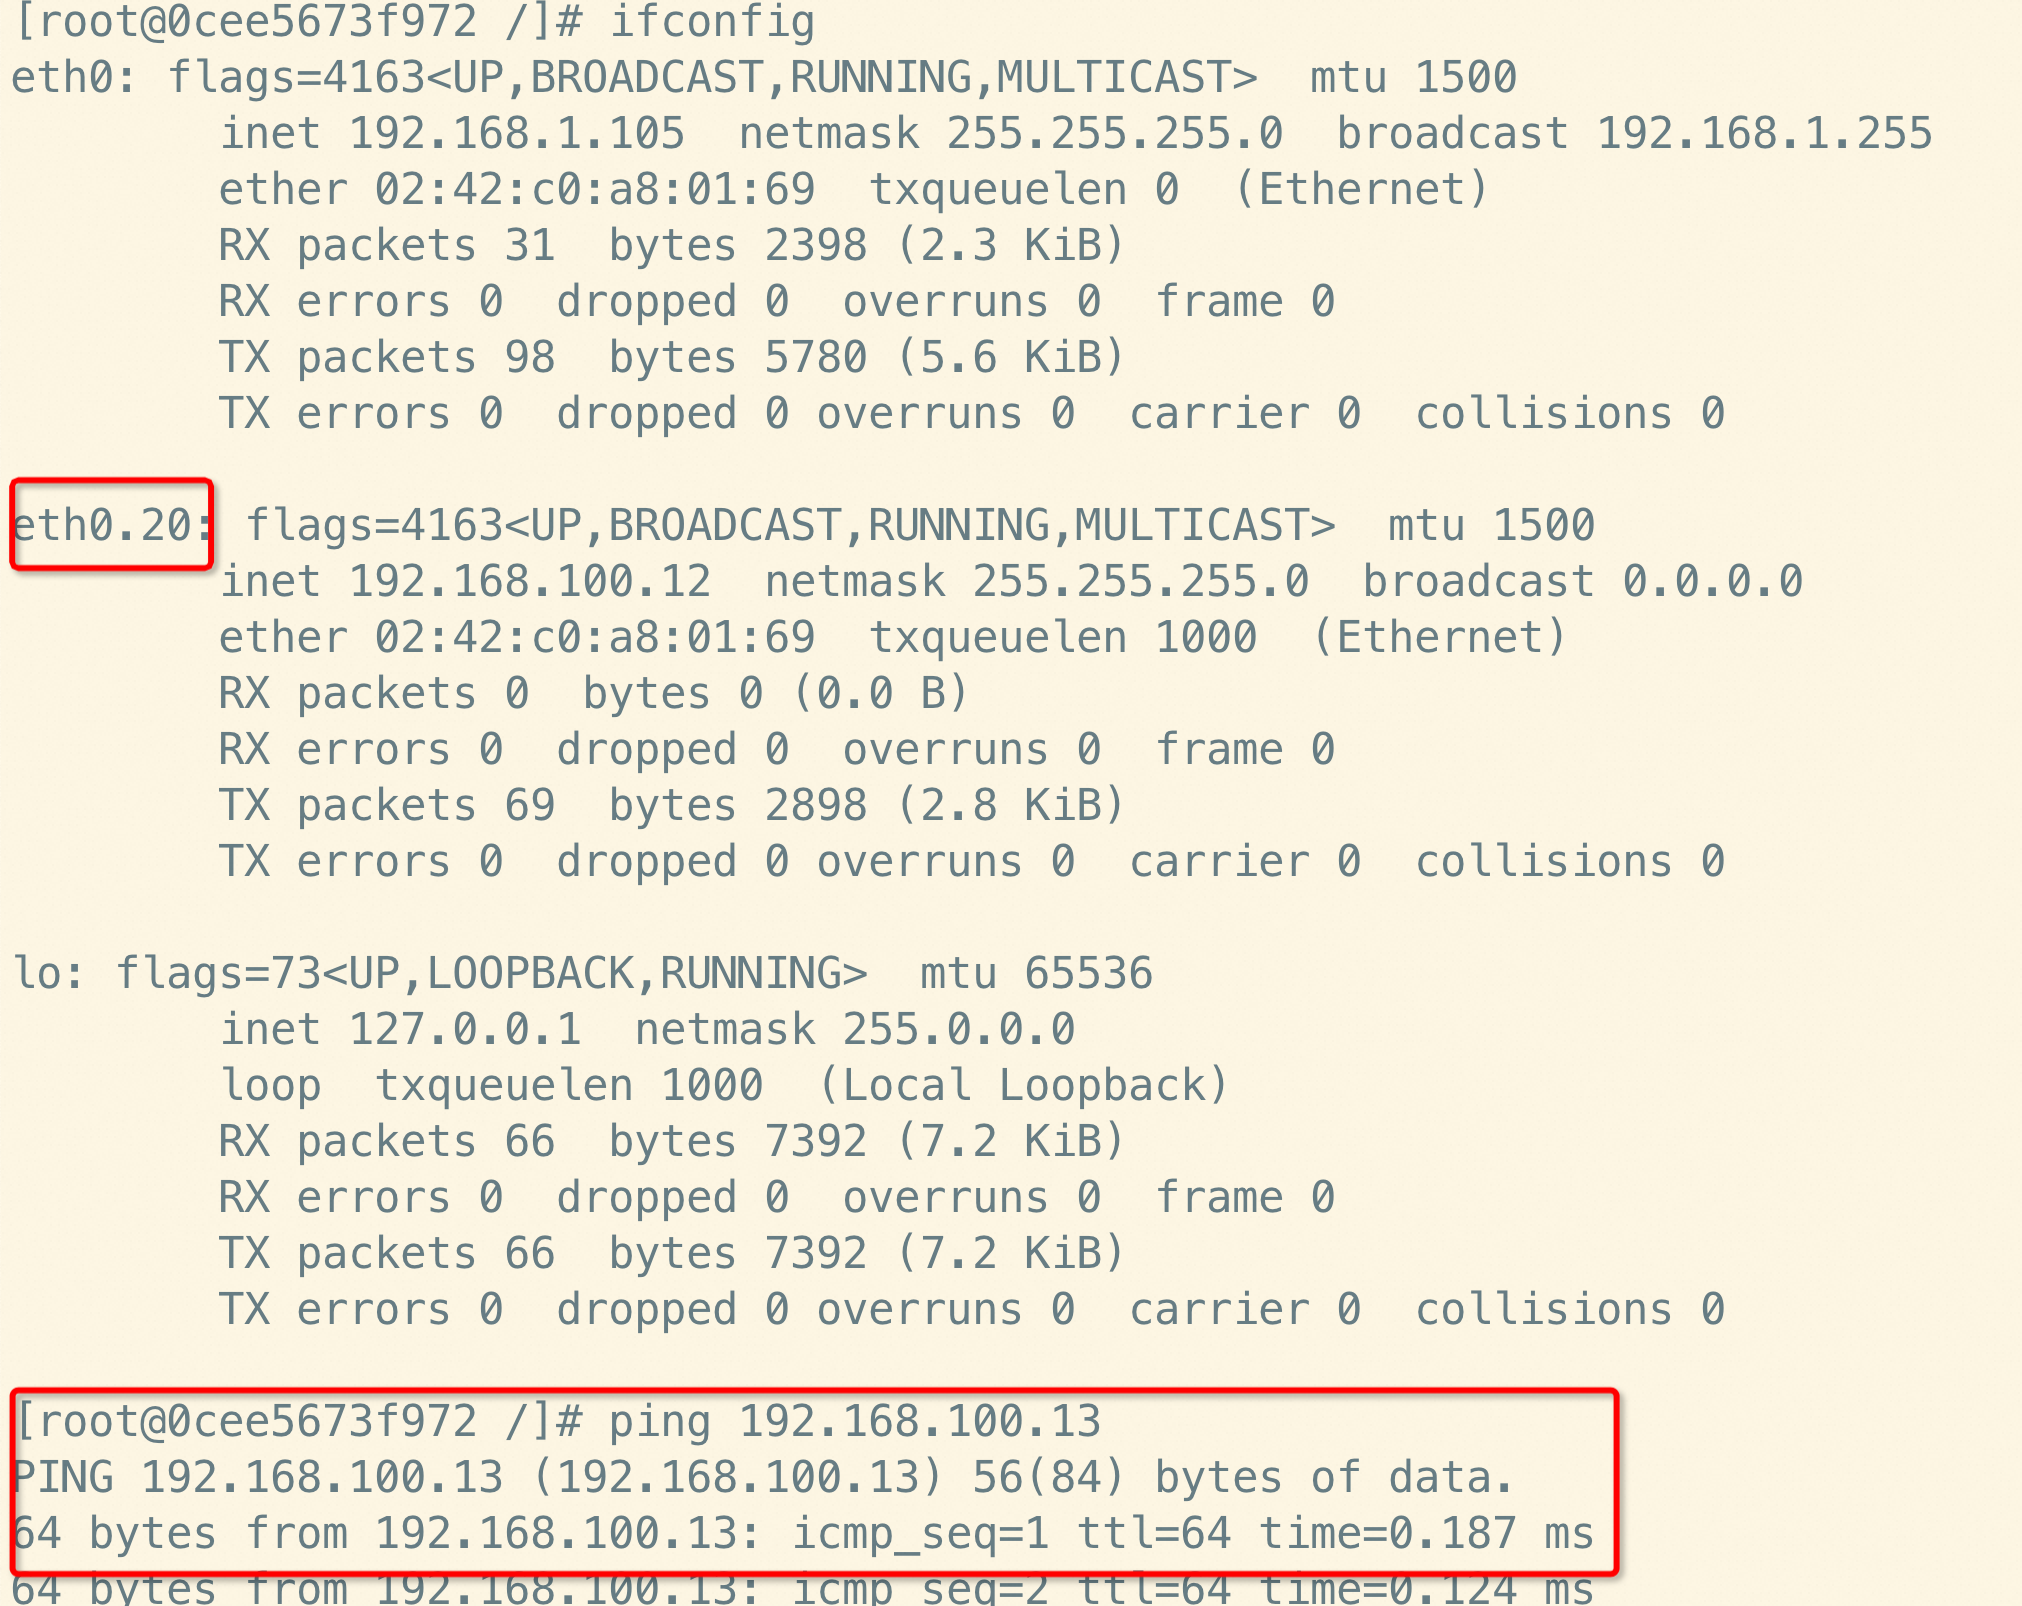 [root@0cee5673f972 /]# ifconfig
eth0: flags=4163<UP,BROADCAST,RUNNING,MULTICAST>  mtu 1500
        inet 192.168.1.105  netmask 255.255.255.0  broadcast 192.168.1.255
        ether 02:42:c0:a8:01:69  txqueuelen 0  (Ethernet)
        RX packets 31  bytes 2398 (2.3 KiB)
        RX errors 0  dropped 0  overruns 0  frame 0
        TX packets 98  bytes 5780 (5.6 KiB)
        TX errors 0  dropped 0 overruns 0  carrier 0  collisions 0
eth0.20: flags=4163<UP,BROADCAST,RUNNING,MULTICAST>  mtu 1500
        inet 192.168.100.12  netmask 255.255.255.0  broadcast 0.0.0.0
        ether 02:42:c0:a8:01:69  txqueuelen 1000  (Ethernet)
        RX packets 0  bytes 0 (0.0 B)
        RX errors 0  dropped 0  overruns 0  frame 0
        TX packets 69  bytes 2898 (2.8 KiB)
        TX errors 0  dropped 0 overruns 0  carrier 0  collisions 0
lo: flags=73<UP,LOOPBACK,RUNNING>  mtu 65536
        inet 127.0.0.1  netmask 255.0.0.0
        loop  txqueuelen 1000  (Local Loopback)
        RX packets 66  bytes 7392 (7.2 KiB)
        RX errors 0  dropped 0  overruns 0  frame 0
        TX packets 66  bytes 7392 (7.2 KiB)
        TX errors 0  dropped 0 overruns 0  carrier 0  collisions 0
[root@0cee5673f972 /]# ping 192.168.100.13
PING 192.168.100.13 (192.168.100.13) 56(84) bytes of data.
64 bytes from 192.168.100.13: icmp_seq=1 ttl=64 time=0.187 ms
64 bytes from 192.168.100.13: icmp_seq=2 ttl=64 time=0.124 ms